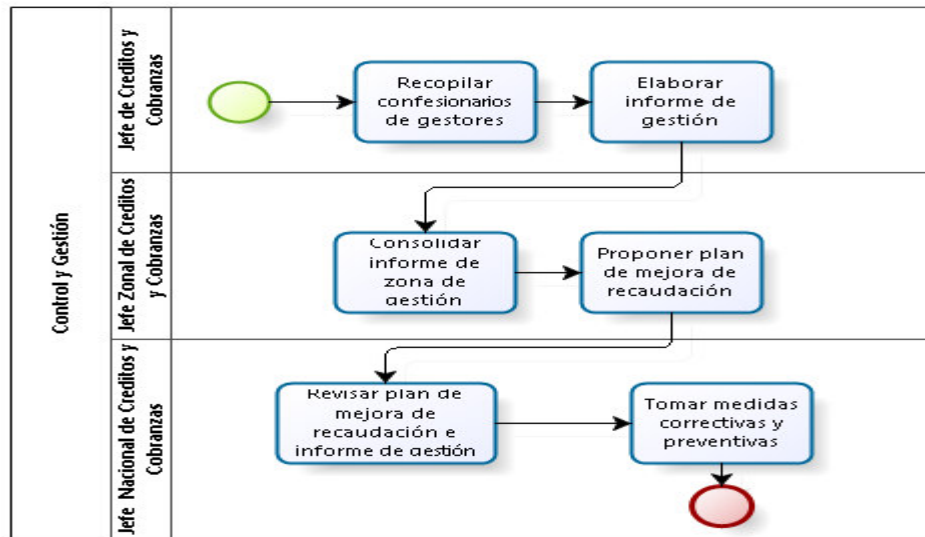 Control y Gestión
Jefe de Creditos y
Cobranzas
Recopilar
confesionarios
de gestores
Elaborar
informe de
gestión
Jefe Zonal de Creditos
y Cobranzas
Consolidar
informe de
zona de
gestión
Proponer plan
de mejora de
recaudación
Jefe Nacional de Creditos y
Cobranzas
Revisar plan de
mejora de
recaudación e
informe de gestión
Tomar medidas
correctivas y
preventivas